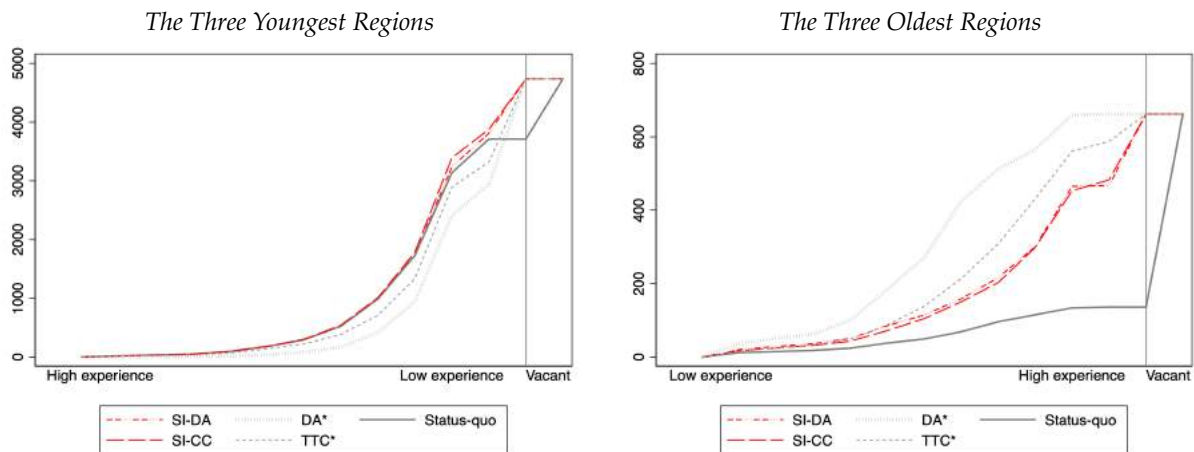 The Three Youngest Regions
5000
4000
3000
2000
1000
0
High experience Low experience Vacant
SI-DA DA* Status-quo
SI-CC TTC*
The Three Oldest Regions
800
600
400
200
0
Low experience High experience Vacant
SI-DA DA* Status-quo
SI-CC TTC*